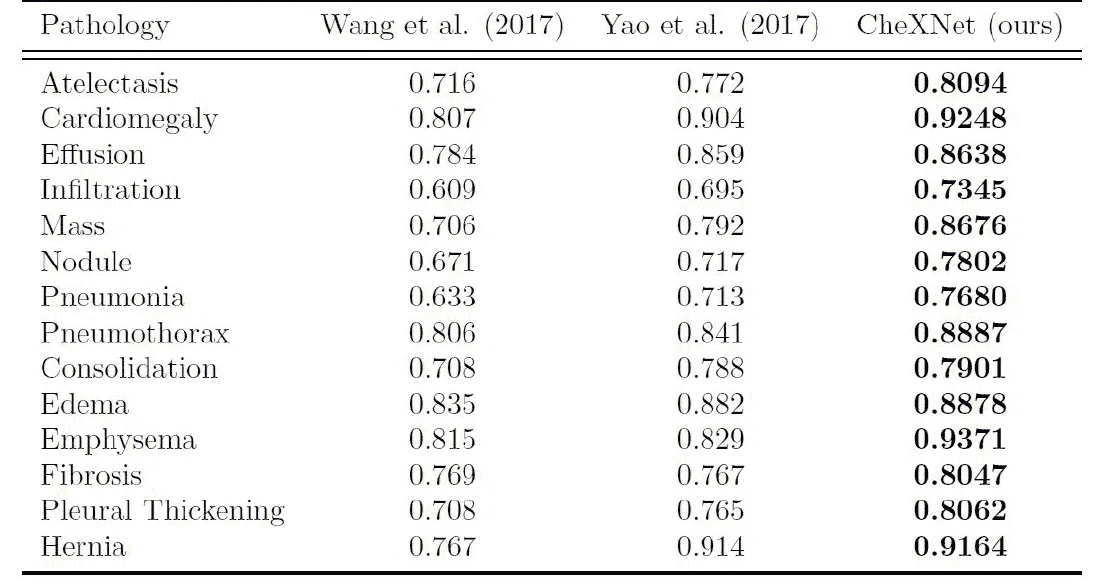 Pathology Wang et al. (2017) Yao et al. (2017) CheXNet (ours)
Atelectasis 0.716 0.772 0.8094
Cardiomegaly 0.807 0.904 0.9248
Effusion 0.784 0.859 0.8638
Infiltration 0.609 0.695 0.7345
Mass 0.706 0.792 0.8676
Nodule 0.671 0.717 0.7802
Pneumonia 0.633 0.713 0.7680
Pneumothorax 0.806 0.841 0.8887
Consolidation 0.708 0.788 0.7901
Edema 0.835 0.882 0.8878
Emphysema 0.815 0.829 0.9371
Fibrosis 0.769 0.767 0.8047
Pleural Thickening 0.708 0.765 0.8062
Hernia 0.767 0.914 0.9164